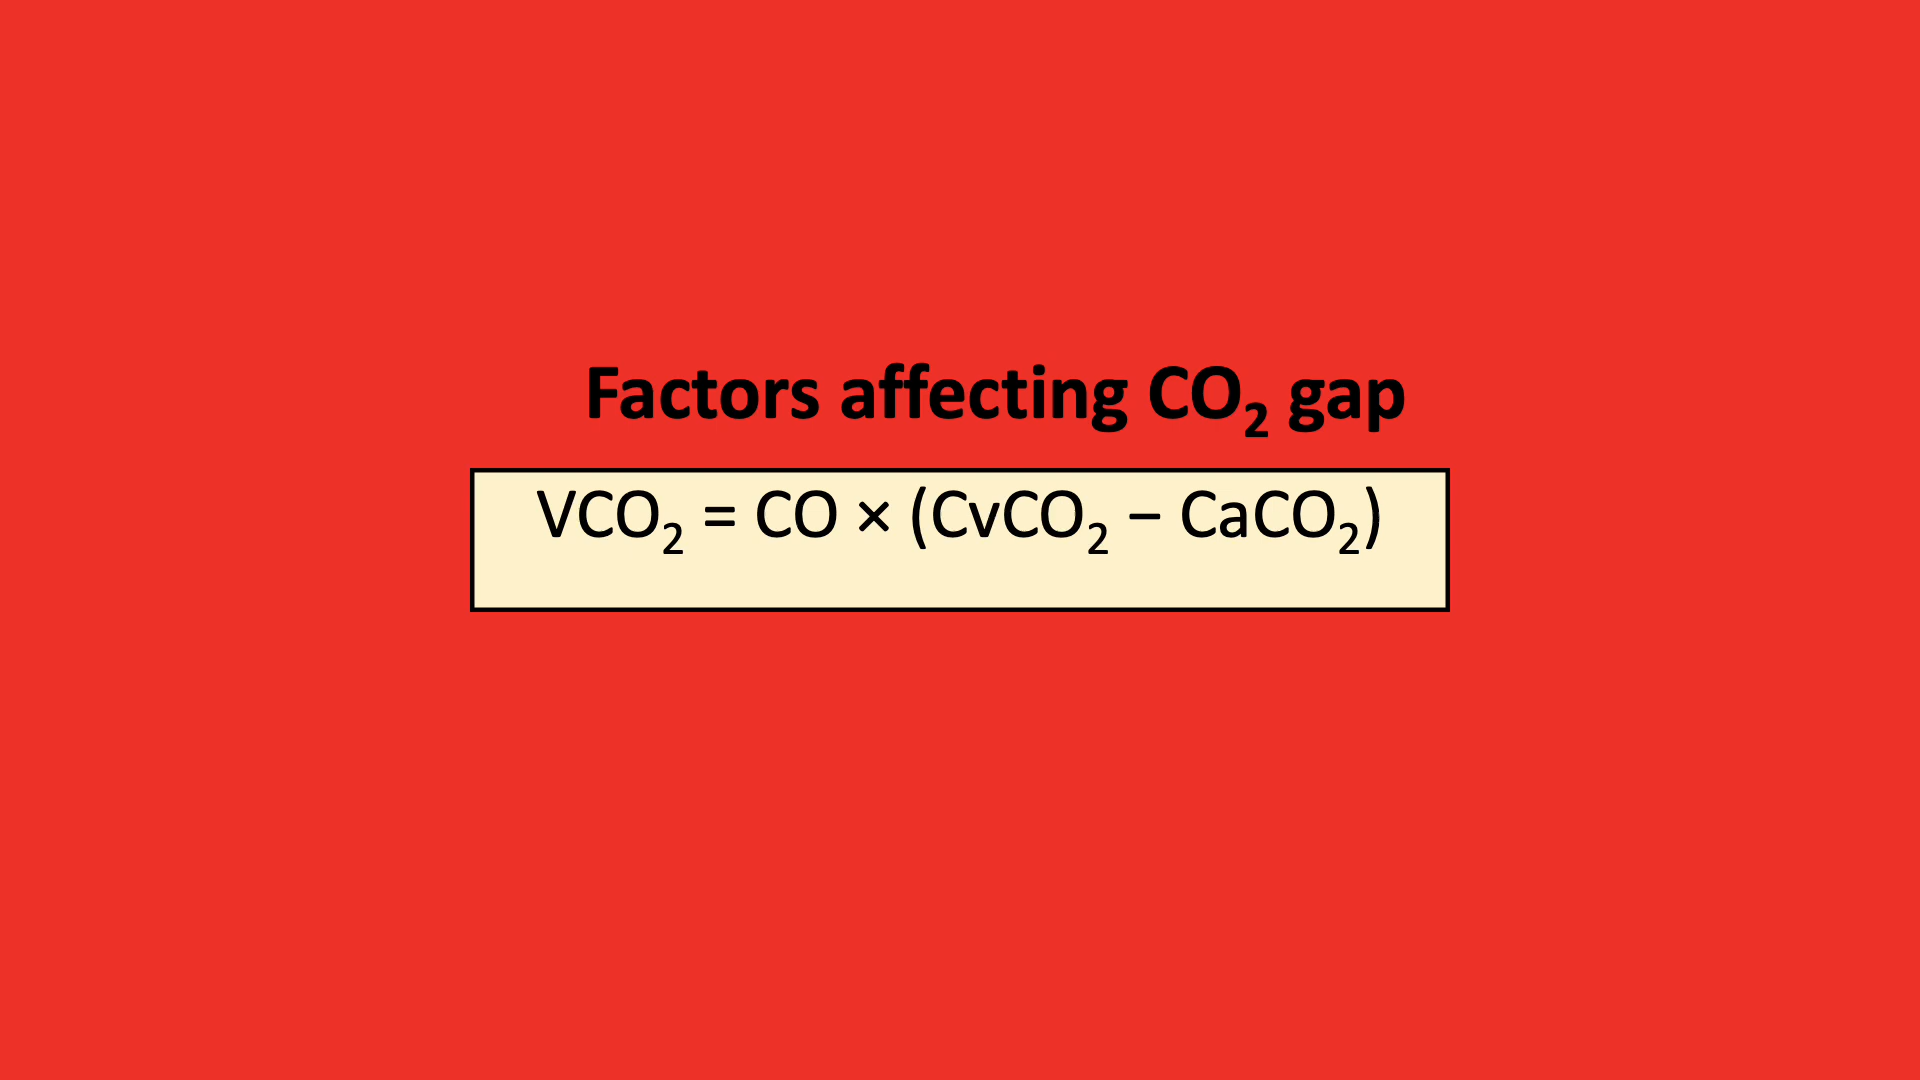 Factors affecting CO₂ gap
VCO₂ = CO × (CvCO₂ − CaCO₂)